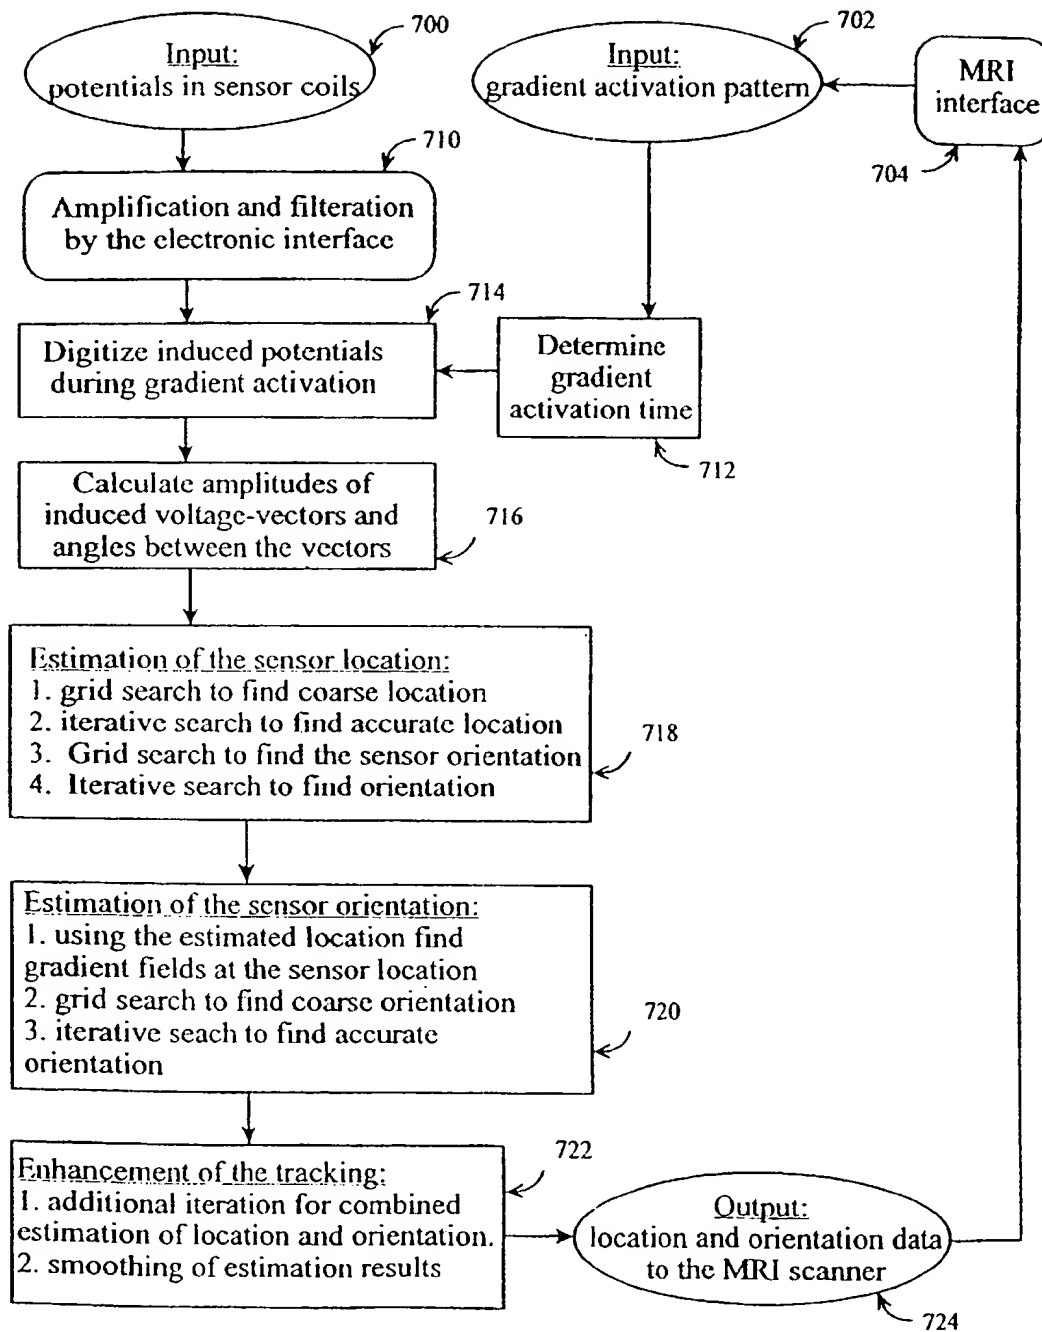 700
Input:
potentials in sensor coils
702
Input:
gradient activation pattern
MRI
interface
704
710
Amplification and filteration
by the electronic interface
714
Digitize induced potentials
during gradient activation
Determine
gradient
activation time
712
Calculate amplitudes of
induced voltage-vectors and
angles between the vectors
716
Estimation of the sensor location:
1. grid search to find coarse location
2. iterative search to find accurate location
3. Grid search to find the sensor orientation
4. Iterative search to find orientation
718
Estimation of the sensor orientation:
1. using the estimated location find
gradient fields at the sensor location
2. grid search to find coarse orientation
3. iterative seach to find accurate
orientation
720
Enhancement of the tracking:
1. additional iteration for combined
estimation of location and orientation.
2. smoothing of estimation results
722
Output:
location and orientation data
to the MRI scanner
724